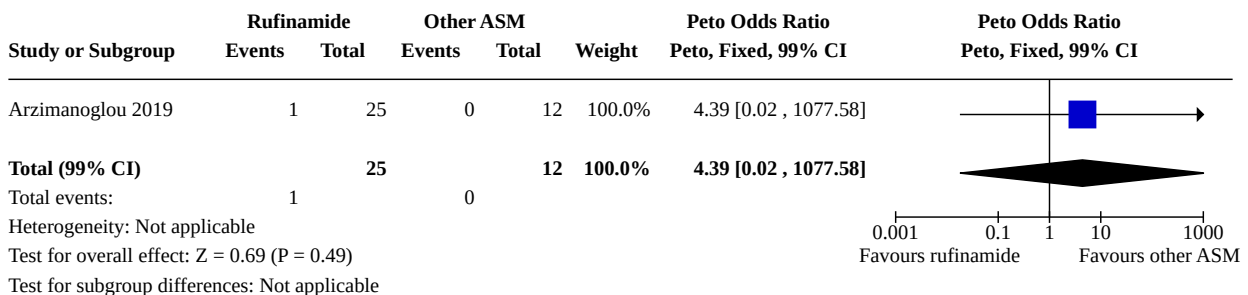 Rufinamide Other ASM Peto Odds Ratio Peto Odds Ratio
Study or Subgroup Events Total Events Total Weight Peto, Fixed, 99% CI Peto, Fixed, 99% CI
Arzimanoglou 2019 1 25 0 12 100.0% 4.39 [0.02 , 1077.58]
Total (99% CI) 25 12 100.0% 4.39 [0.02 , 1077.58]
Total events: 1 0
Heterogeneity: Not applicable
0.001 0.1 1 10 1000
Test for overall effect: Z = 0.69 (P = 0.49)
Favours rufinamide Favours other ASM
Test for subgroup differences: Not applicable